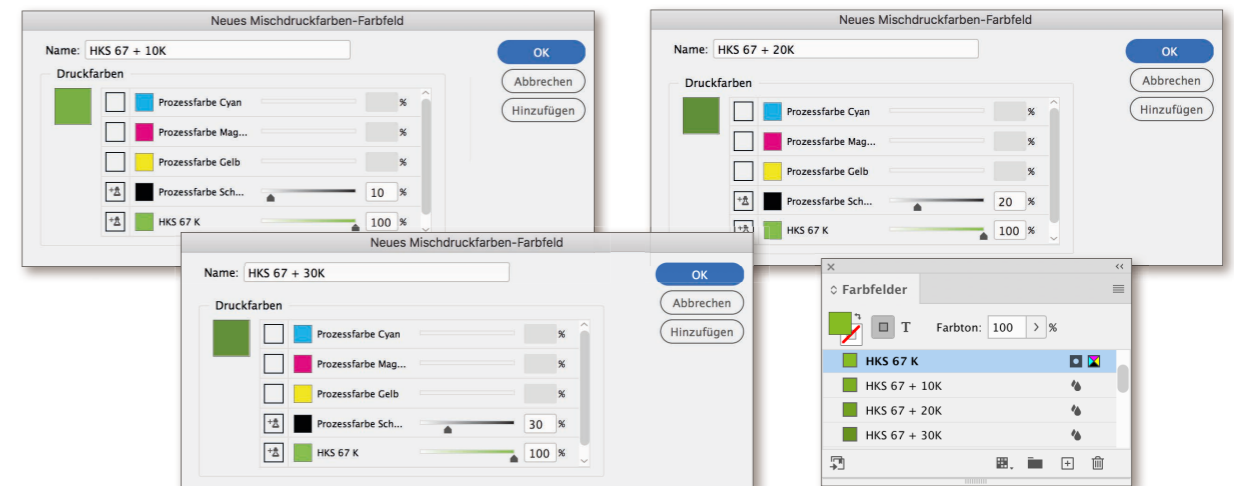 Neues Mischdruckfarben-Farbfeld
Name: HKS 67 + 10K
OK
Druckfarben
Abbrechen
Hinzufügen
Prozessfarbe Cyan %
Prozessfarbe Mag... %
Prozessfarbe Gelb %
Prozessfarbe Sch... 10 %
HKS 67 K 100 %
Neues Mischdruckfarben-Farbfeld
Name: HKS 67 + 20K
OK
Druckfarben
Abbrechen
Hinzufügen
Prozessfarbe Cyan %
Prozessfarbe Mag... %
Prozessfarbe Gelb %
Prozessfarbe Sch... 20 %
HKS 67 K 100 %
Neues Mischdruckfarben-Farbfeld
Name: HKS 67 + 30K
OK
Druckfarben
Abbrechen
Hinzufügen
Prozessfarbe Cyan %
Prozessfarbe Mag... %
Prozessfarbe Gelb %
Prozessfarbe Sch... 30 %
HKS 67 K 100 %
Farbfelder
T Farbton: 100 > %
HKS 67 K
HKS 67 + 10K
HKS 67 + 20K
HKS 67 + 30K